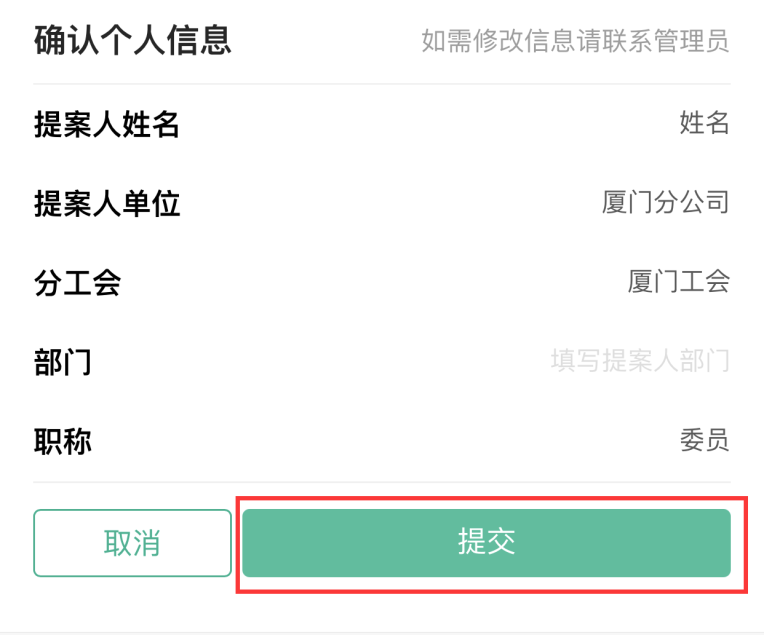 确认个人信息 如需修改信息请联系管理员
提案人姓名 姓名
提案人单位 厦门分公司
分工会 厦门工会
部门 填写提案人部门
职称 委员
取消 提交